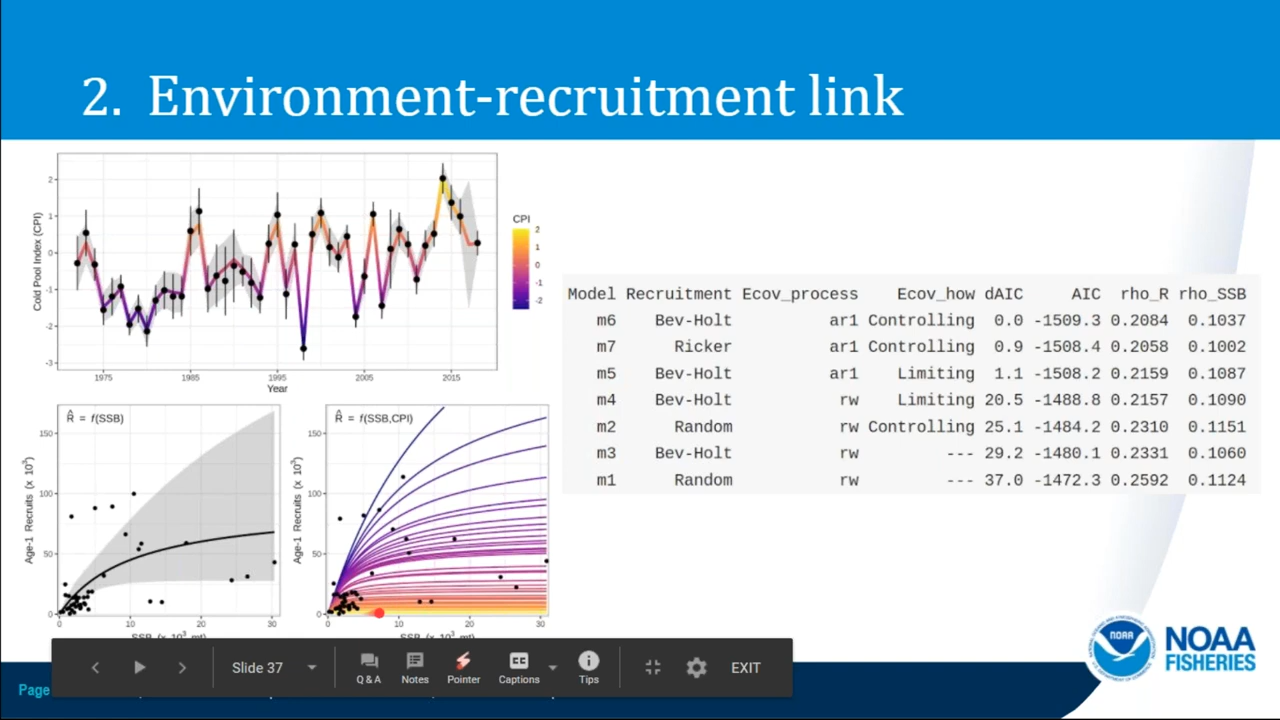 2. Environment-recruitment link
Cold Pool Index (CPI)
2
1
0
-1
-2
-3
1975
1985
1995
2005
2015
Year
CPI
2
1
0
-1
-2
R̂ = f(SSB)
Age-1 Recruits (x 10³)
150
100
50
0
0
10
20
30
SSB (x 10³ mt)
R̂ = f(SSB,CPI)
Age-1 Recruits (x 10³)
150
100
50
0
0
10
20
30
SSB (x 10³ mt)
Model Recruitment Ecov_process Ecov_how dAIC AIC rho_R rho_SSB
m6 Bev-Holt ar1 Controlling 0.0 -1509.3 0.2084 0.1037
m7 Ricker ar1 Controlling 0.9 -1508.4 0.2058 0.1002
m5 Bev-Holt ar1 Limiting 1.1 -1508.2 0.2159 0.1087
m4 Bev-Holt rw Limiting 20.5 -1488.8 0.2157 0.1090
m2 Random rw Controlling 25.1 -1484.2 0.2310 0.1151
m3 Bev-Holt rw --- 29.2 -1480.1 0.2331 0.1060
m1 Random rw --- 37.0 -1472.3 0.2592 0.1124
Slide 37
Q & A
Notes
Pointer
CC
Captions
Tips
EXIT
Page
NOAA
NOAA
FISHERIES